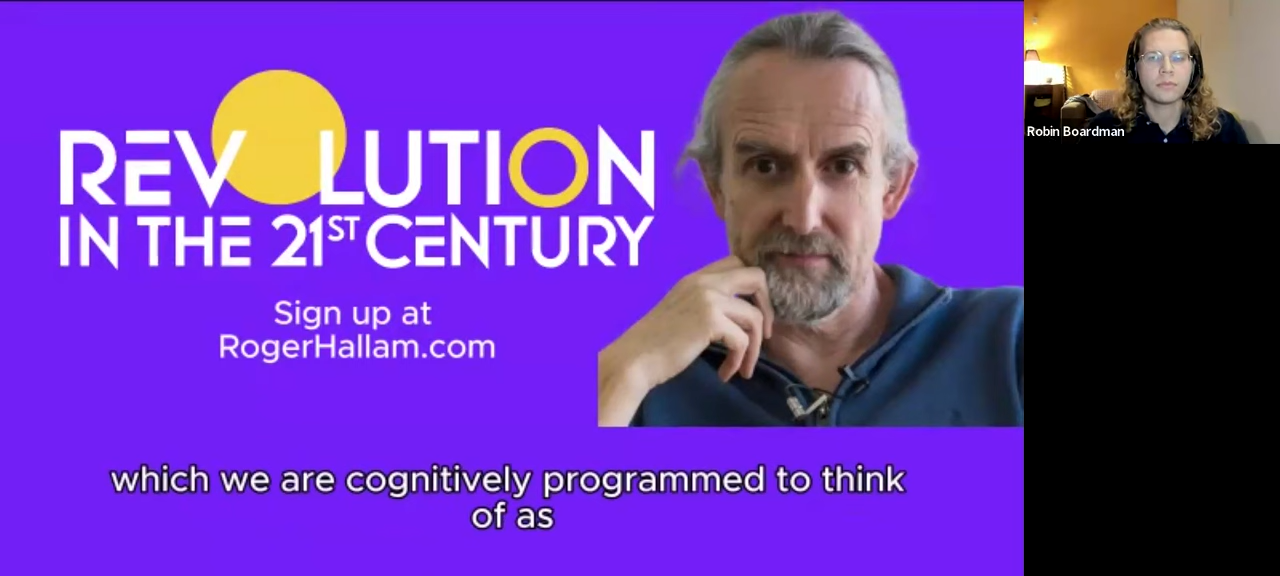 REVOLUTION
IN THE 21ST CENTURY
Sign up at
RogerHallam.com
which we are cognitively programmed to think
of as
Robin Boardman